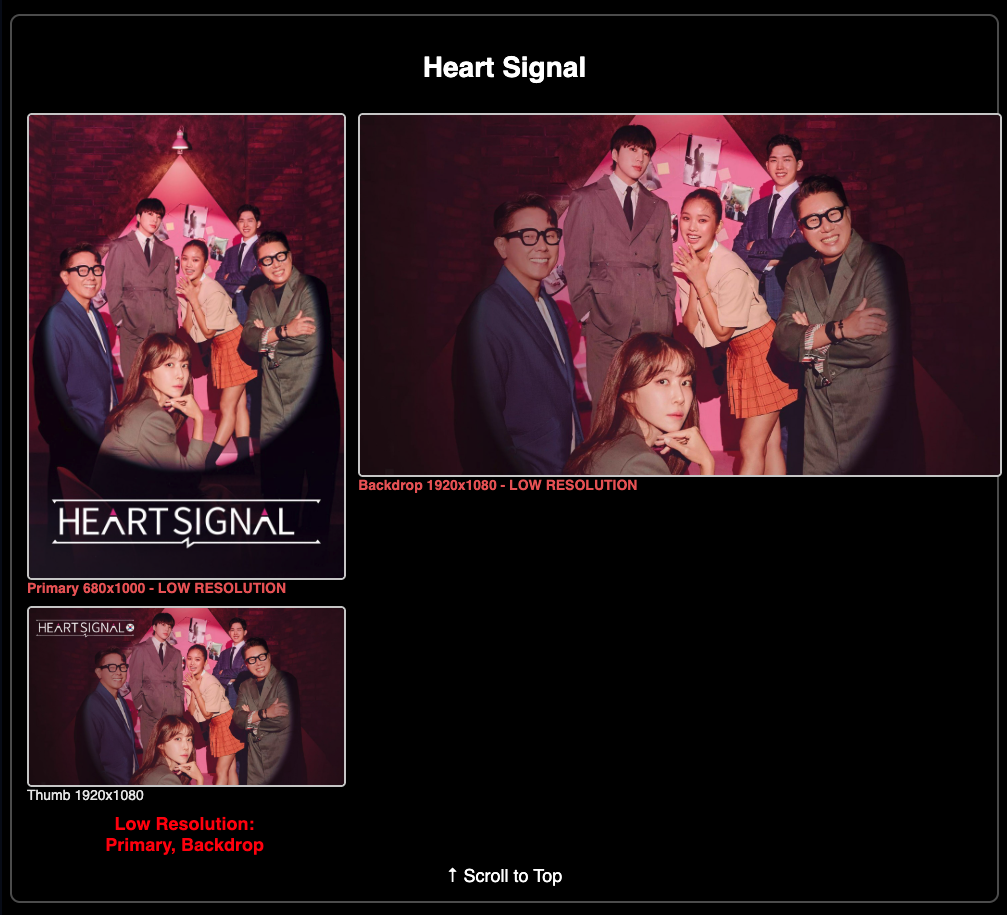 Heart Signal
HEART SIGNAL
Primary 680x1000 - LOW RESOLUTION
Backdrop 1920x1080 - LOW RESOLUTION
HEART SIGNAL
Thumb 1920x1080
Low Resolution:
Primary, Backdrop
↑ Scroll to Top